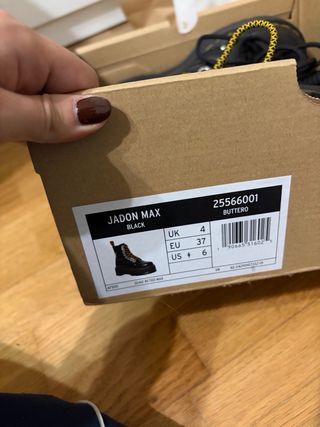 JADON MAX
BLACK
25566001
BUTTERO
UK 4
EU 37
US 6